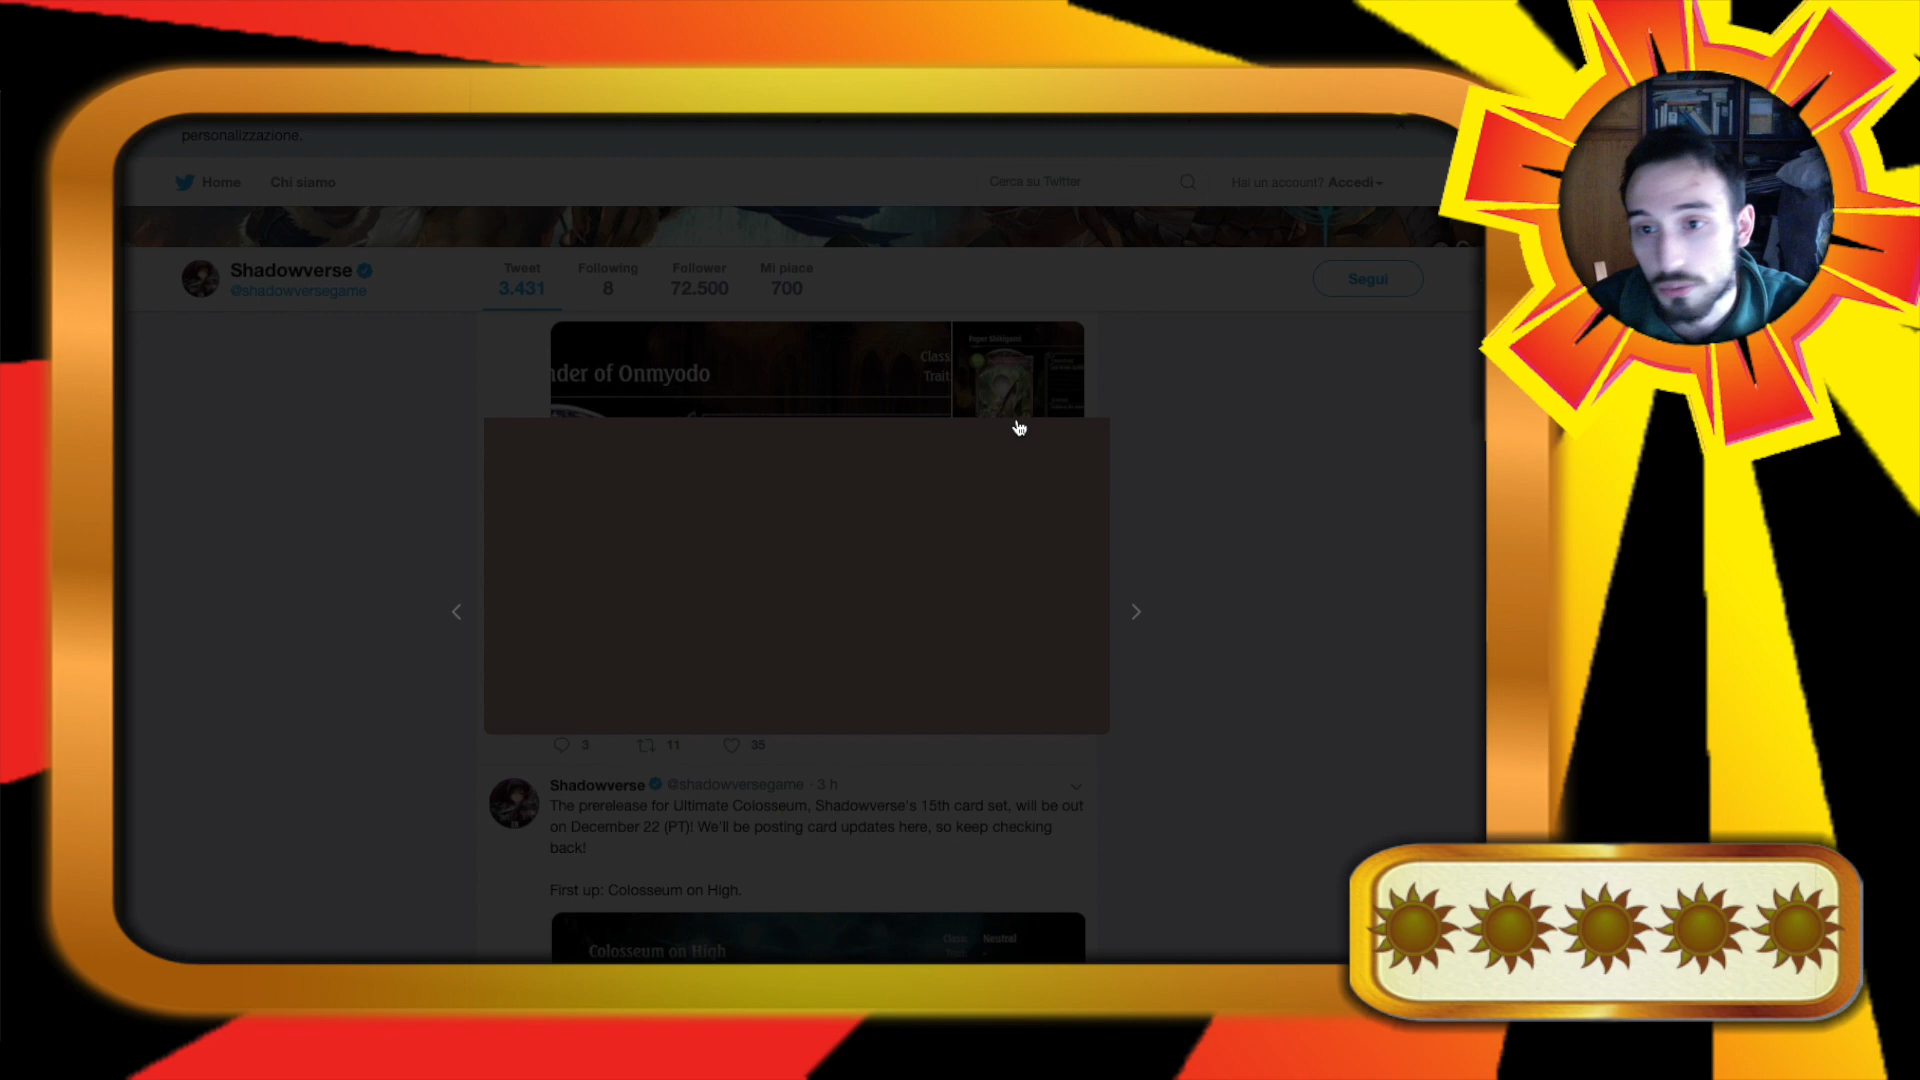 personalizzazione.
Home Chi siamo Cerca su Twitter Hai un account? Accedi
Shadowverse
@shadowversegame
Tweet Following Follower Mi piace
3.431 8 72.500 700
Segui
nder of Onmyodo
Class
Trait
Paper Shikigami
3 11 35
Shadowverse @shadowversegame · 3 h
The prerelease for Ultimate Colosseum, Shadowverse's 15th card set, will be out
on December 22 (PT)! We'll be posting card updates here, so keep checking
back!
First up: Colosseum on High.
Colosseum on High
Class: Neutral